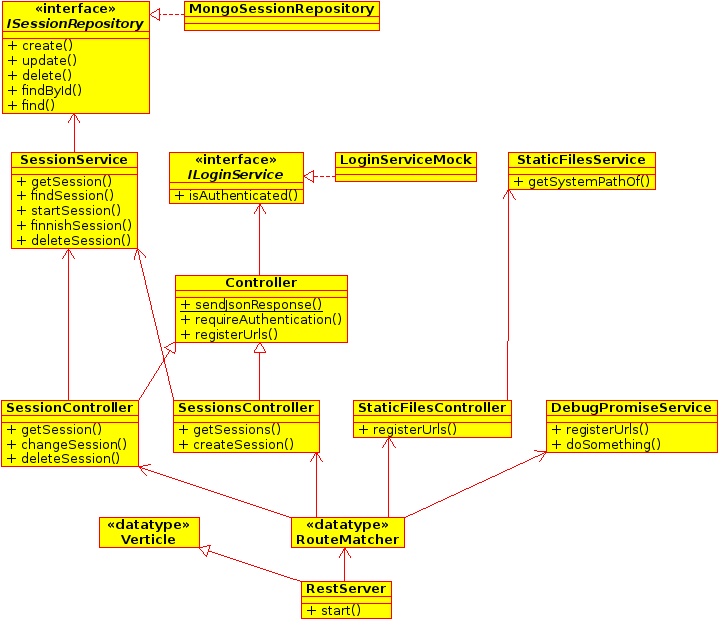 «interface»
ISessionRepository
+ create()
+ update()
+ delete()
+ findById()
+ find()
MongoSessionRepository
SessionService
+ getSession()
+ findSession()
+ startSession()
+ finnishSession()
+ deleteSession()
«interface»
ILoginService
+ isAuthenticated()
LoginServiceMock
StaticFilesService
+ getSystemPathOf()
Controller
+ sendJsonResponse()
+ requireAuthentication()
+ registerUrls()
SessionController
+ getSession()
+ changeSession()
+ deleteSession()
SessionsController
+ getSessions()
+ createSession()
StaticFilesController
+ registerUrls()
DebugPromiseService
+ registerUrls()
+ doSomething()
«datatype»
Verticle
«datatype»
RouteMatcher
RestServer
+ start()